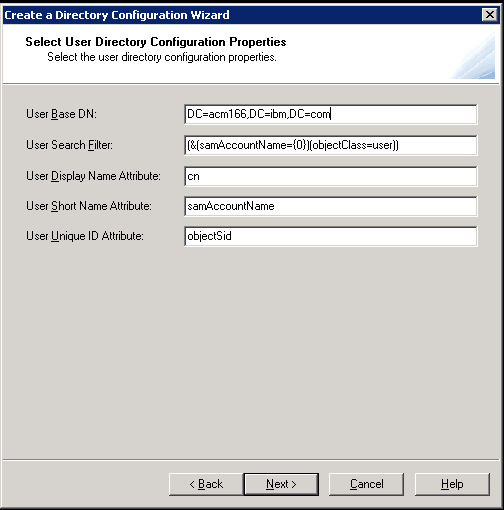 Create a Directory Configuration Wizard
Select User Directory Configuration Properties
Select the user directory configuration properties.
User Base DN: DC=acm166,DC=ibm,DC=com
User Search Filter: (&(samAccountName={0})(objectClass=user))
User Display Name Attribute: cn
User Short Name Attribute: samAccountName
User Unique ID Attribute: objectSid
< Back Next > Cancel Help